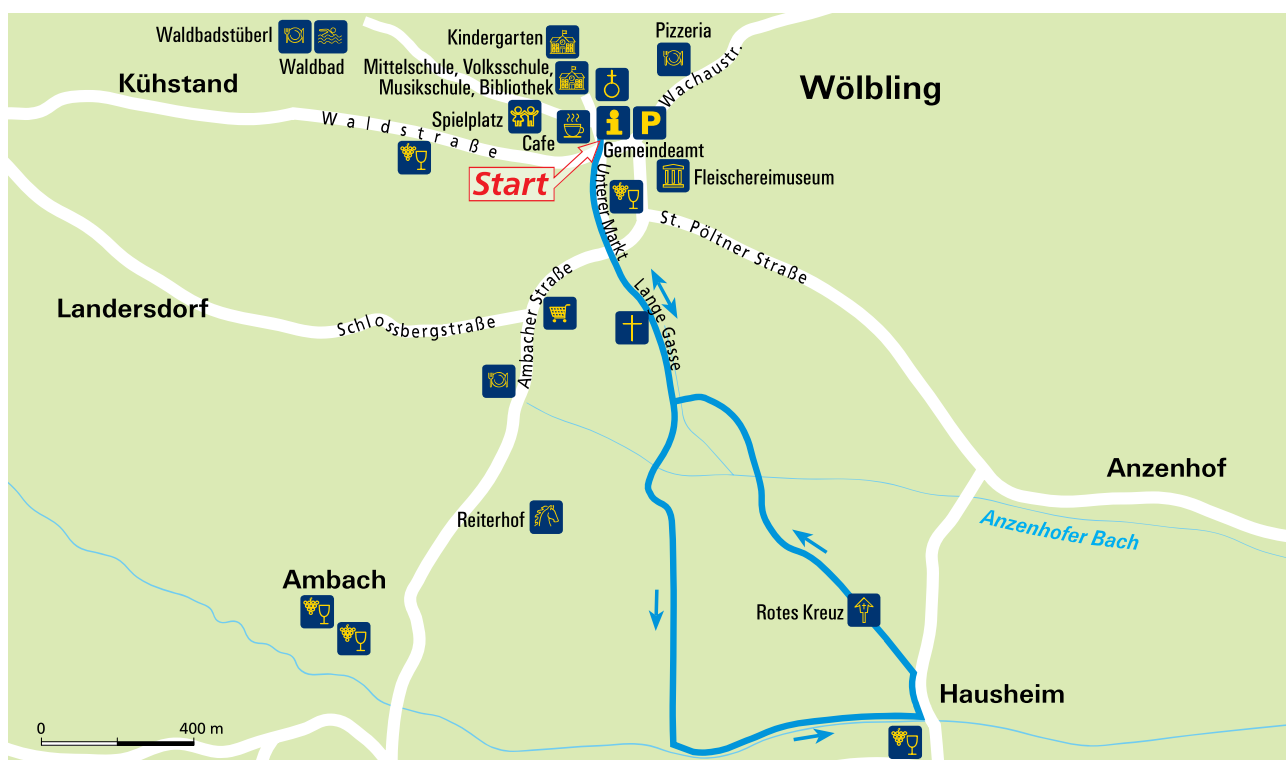 Waldbadstüberl
Waldbad
Kindergarten
Pizzeria
Mittelschule, Volksschule,
Musikschule, Bibliothek
Wachaustr.
Wölbling
Kühstand
Spielplatz
Cafe
i
P
Waldstraße
Gemeindeamt
Start
Fleischereimuseum
Unterer Markt
St. Pöltner Straße
Landersdorf
Schlossbergstraße
Ambacher Straße
Lange Gasse
Anzenhof
Anzenhofer Bach
Reiterhof
Ambach
Rotes Kreuz
Hausheim
0 400 m